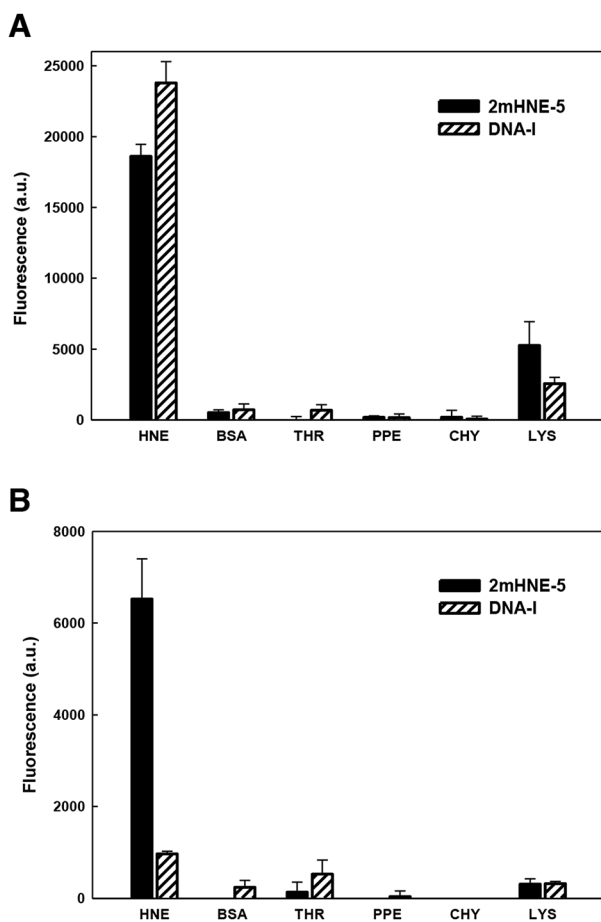 A
25000
20000
15000
10000
5000
0
Fluorescence (a.u.)
2mHNE-5
DNA-I
HNE BSA THR PPE CHY LYS
B
8000
6000
4000
2000
0
Fluorescence (a.u.)
2mHNE-5
DNA-I
HNE BSA THR PPE CHY LYS